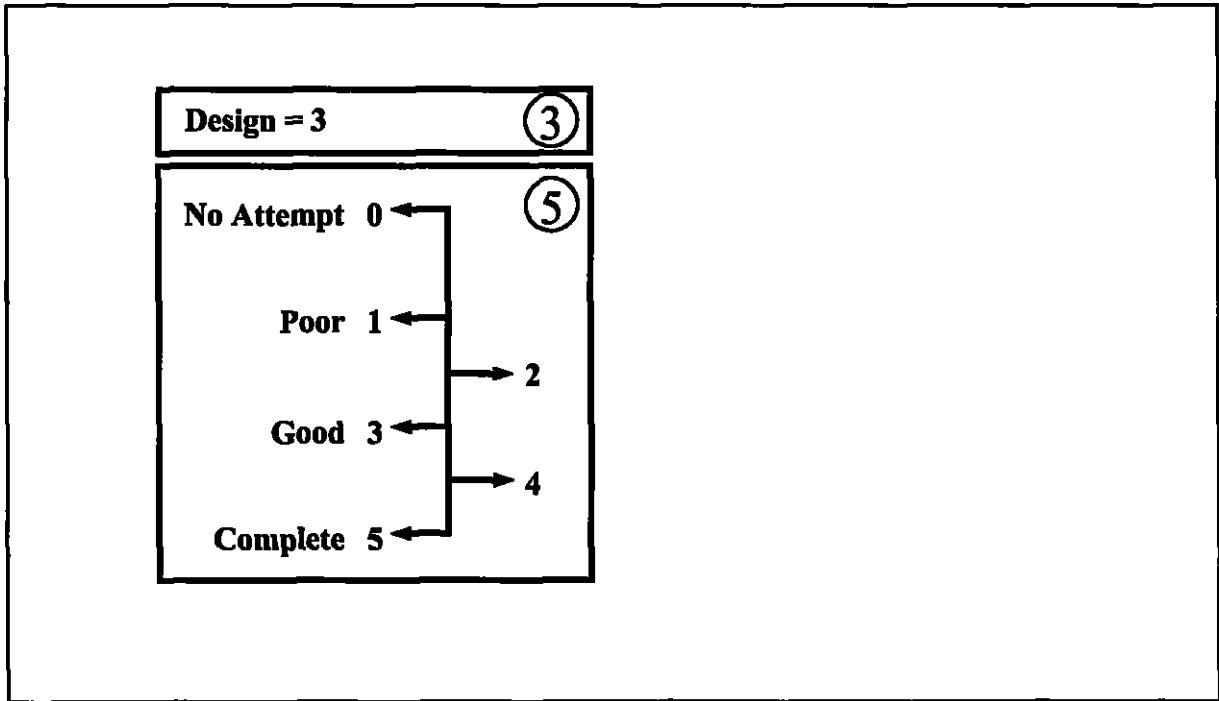 Design = 3 3
5
No Attempt 0
Poor 1
2
Good 3
4
Complete 5